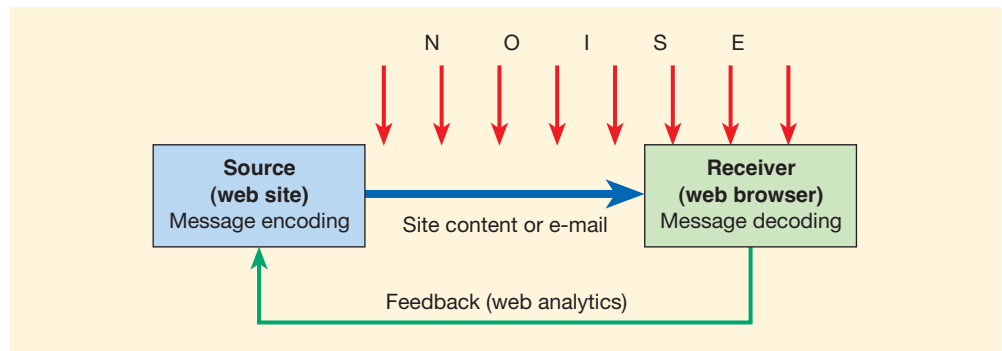 N O I S E
Source
(web site)
Message encoding
Receiver
(web browser)
Message decoding
Site content or e-mail
Feedback (web analytics)